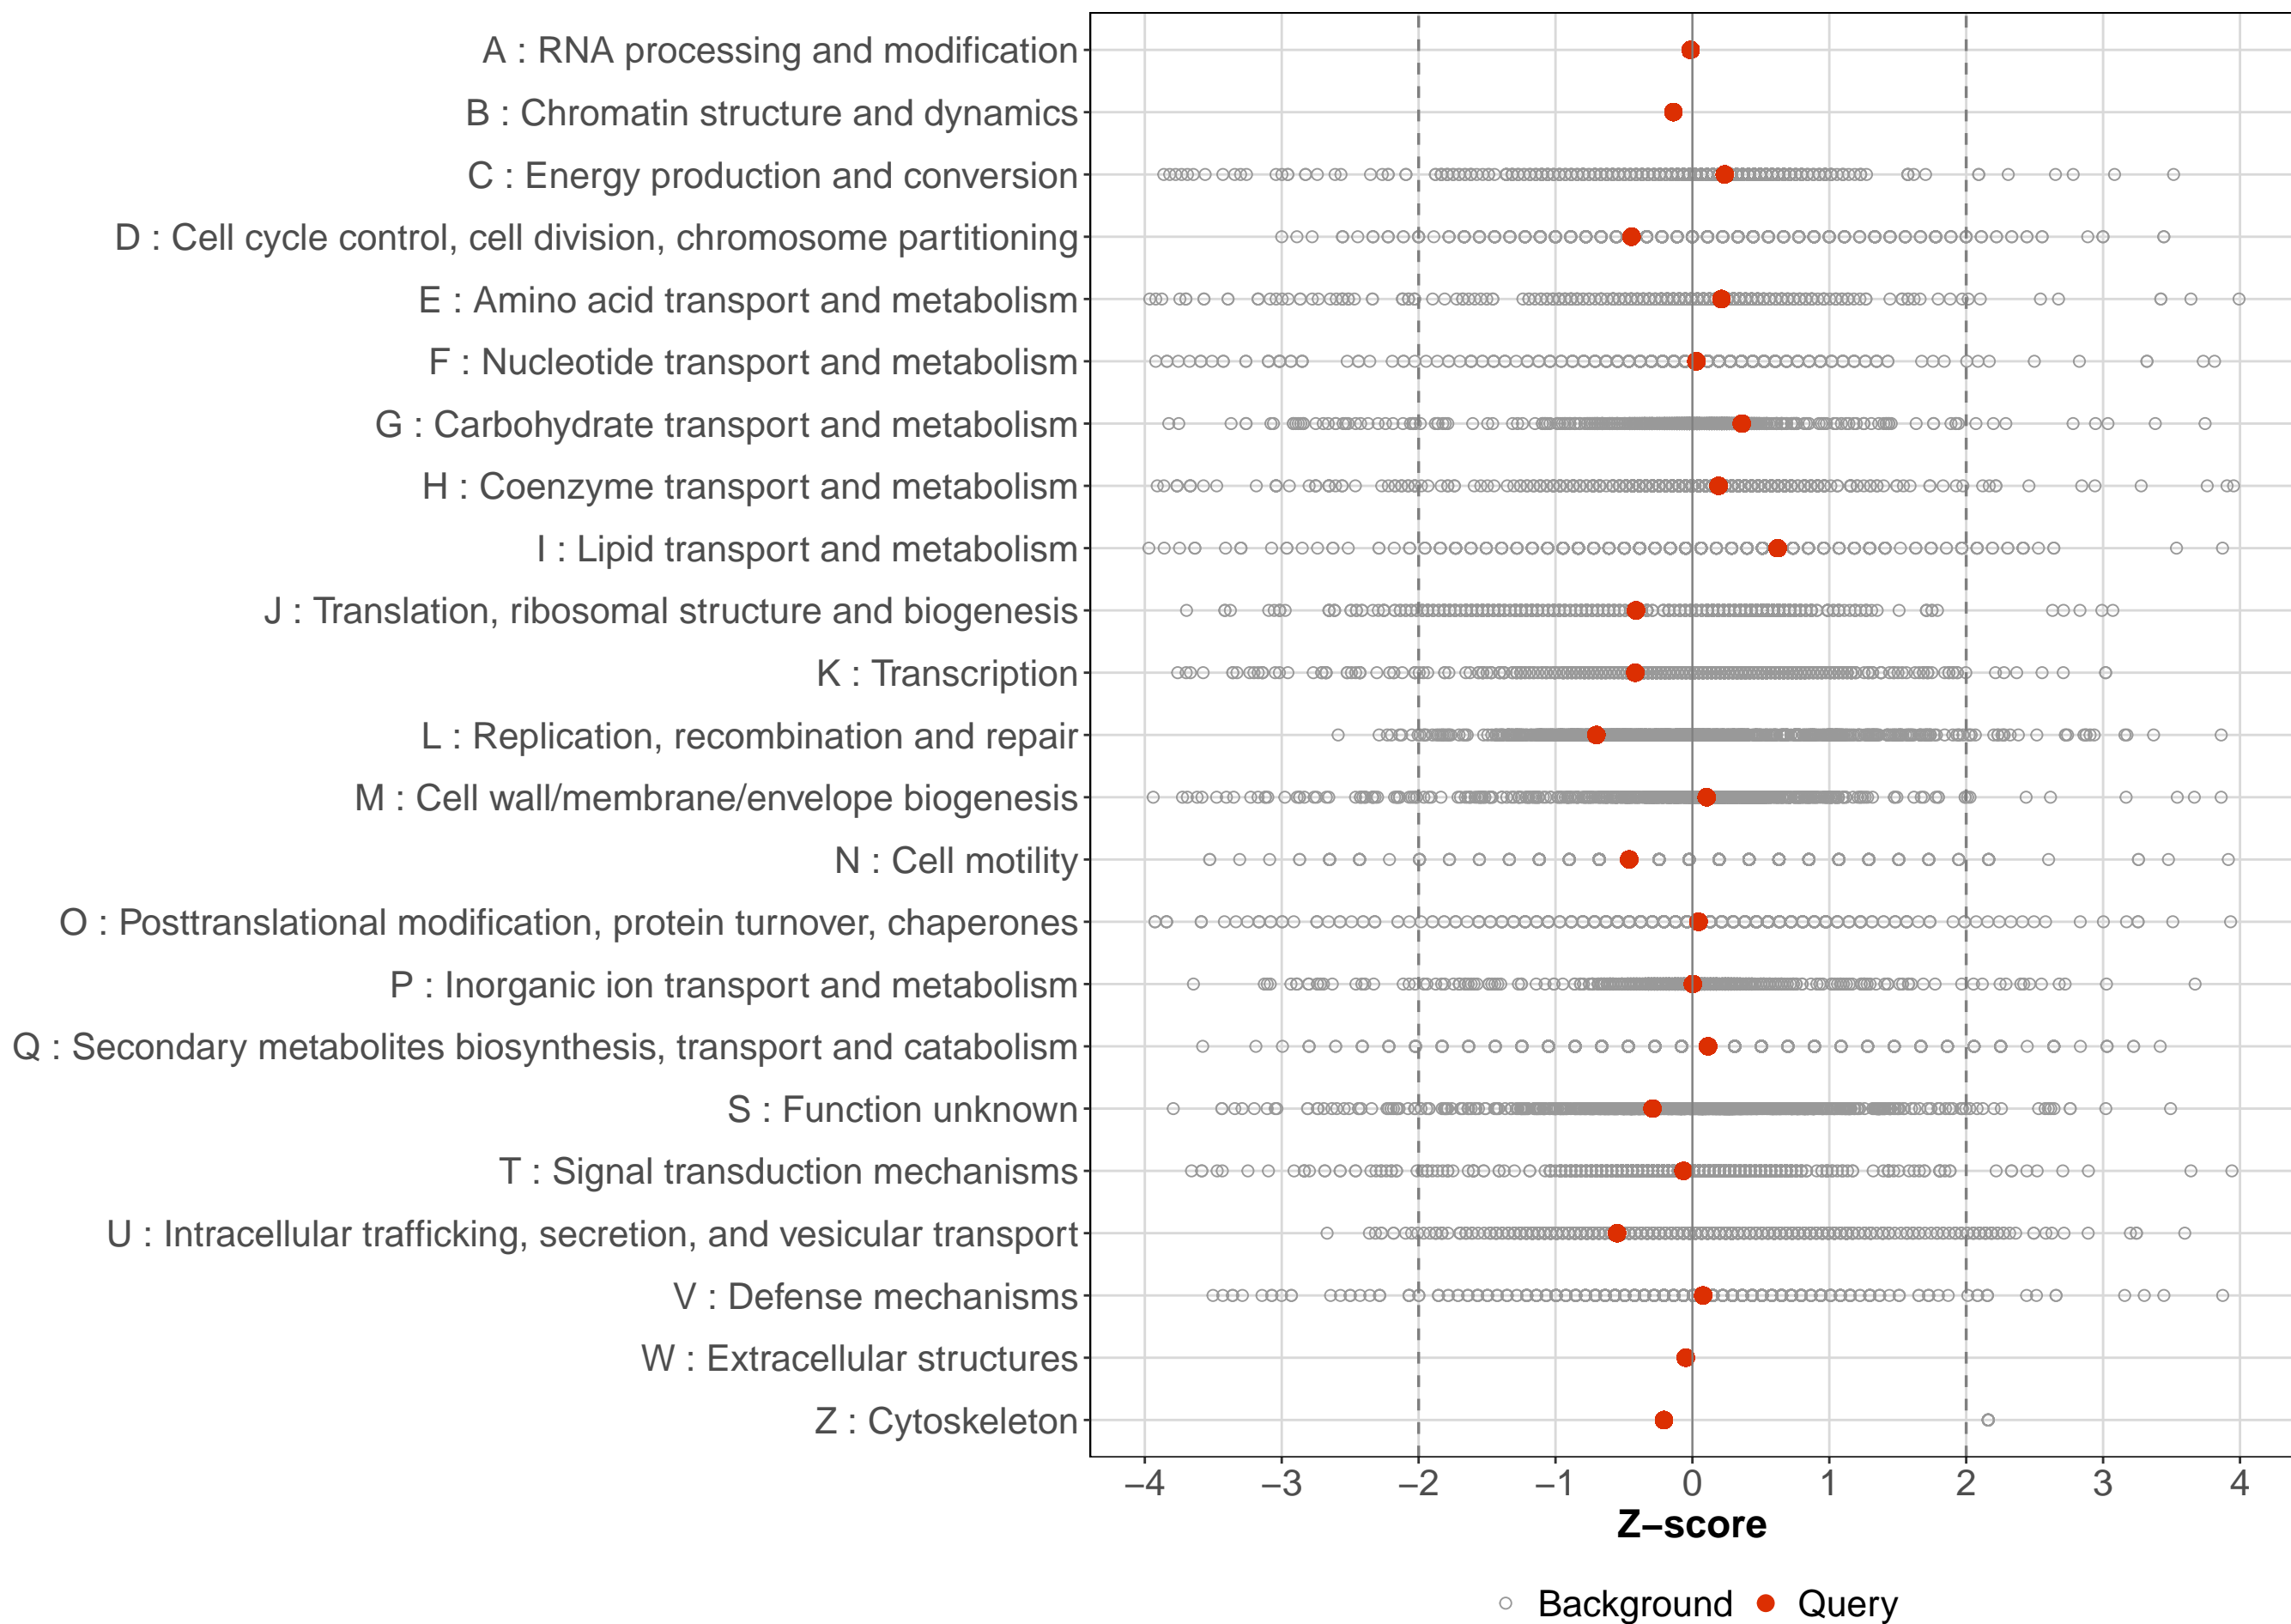 A : RNA processing and modification
B : Chromatin structure and dynamics
C : Energy production and conversion
D : Cell cycle control, cell division, chromosome partitioning
E : Amino acid transport and metabolism
F : Nucleotide transport and metabolism
G : Carbohydrate transport and metabolism
H : Coenzyme transport and metabolism
I : Lipid transport and metabolism
J : Translation, ribosomal structure and biogenesis
K : Transcription
L : Replication, recombination and repair
M : Cell wall/membrane/envelope biogenesis
N : Cell motility
O : Posttranslational modification, protein turnover, chaperones
P : Inorganic ion transport and metabolism
Q : Secondary metabolites biosynthesis, transport and catabolism
S : Function unknown
T : Signal transduction mechanisms
U : Intracellular trafficking, secretion, and vesicular transport
V : Defense mechanisms
W : Extracellular structures
Z : Cytoskeleton
−4 −3 −2 −1 0 1 2 3 4
Z−score
Background Query